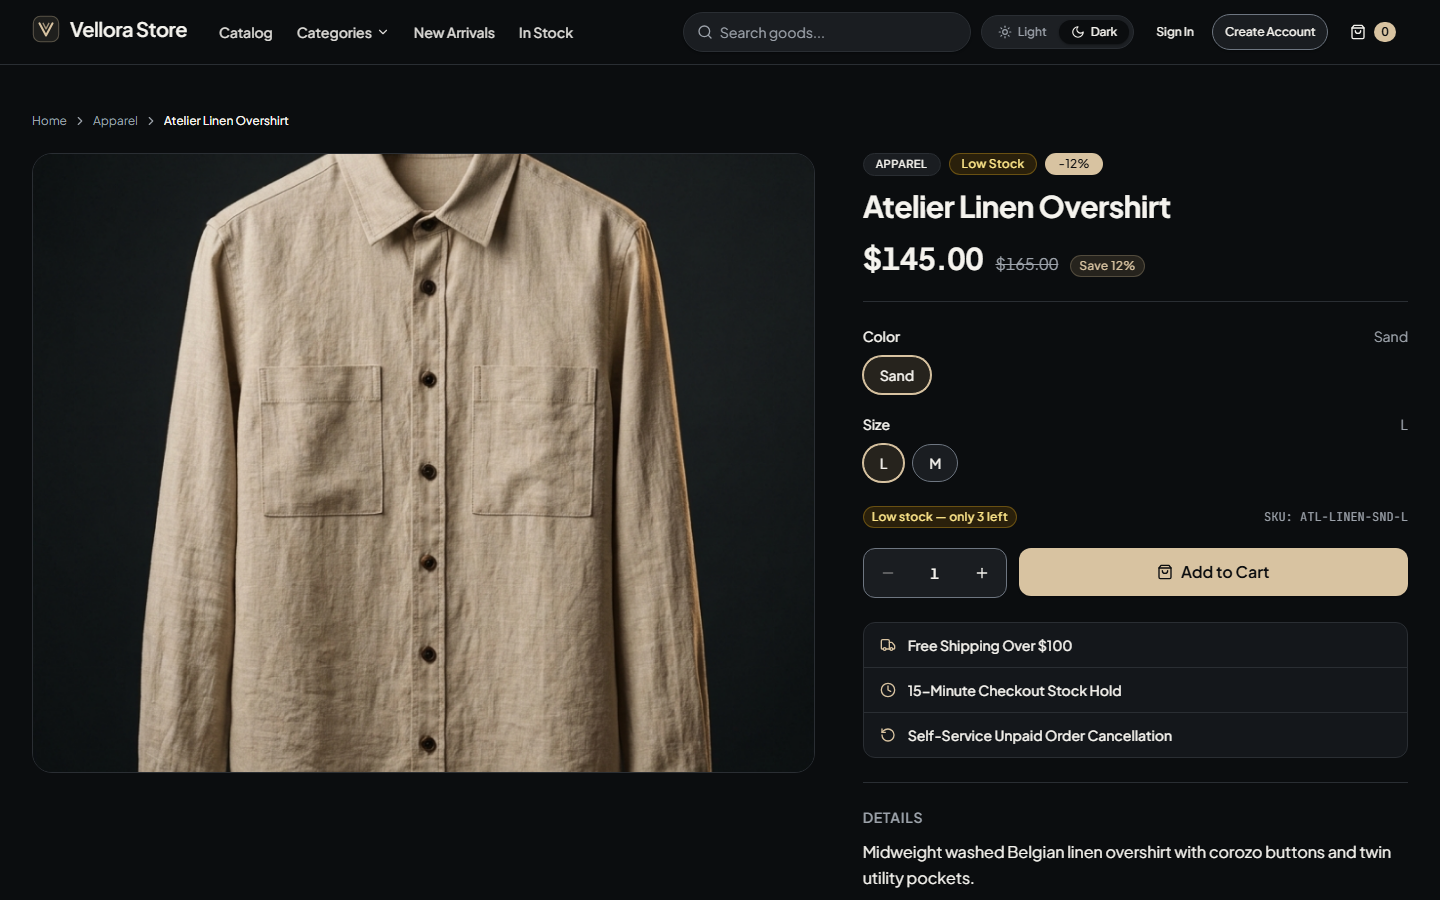 Vellora Store
Catalog
Categories
New Arrivals
In Stock
Search goods...
Light
Dark
Sign In
Create Account
0
Home > Apparel > Atelier Linen Overshirt
APPAREL
Low Stock
-12%
Atelier Linen Overshirt
$145.00 $165.00 Save 12%
Color
Sand
Sand
Size
L
L
M
Low stock — only 3 left
SKU: ATL-LINEN-SND-L
− 1 +
Add to Cart
Free Shipping Over $100
15-Minute Checkout Stock Hold
Self-Service Unpaid Order Cancellation
DETAILS
Midweight washed Belgian linen overshirt with corozo buttons and twin
utility pockets.